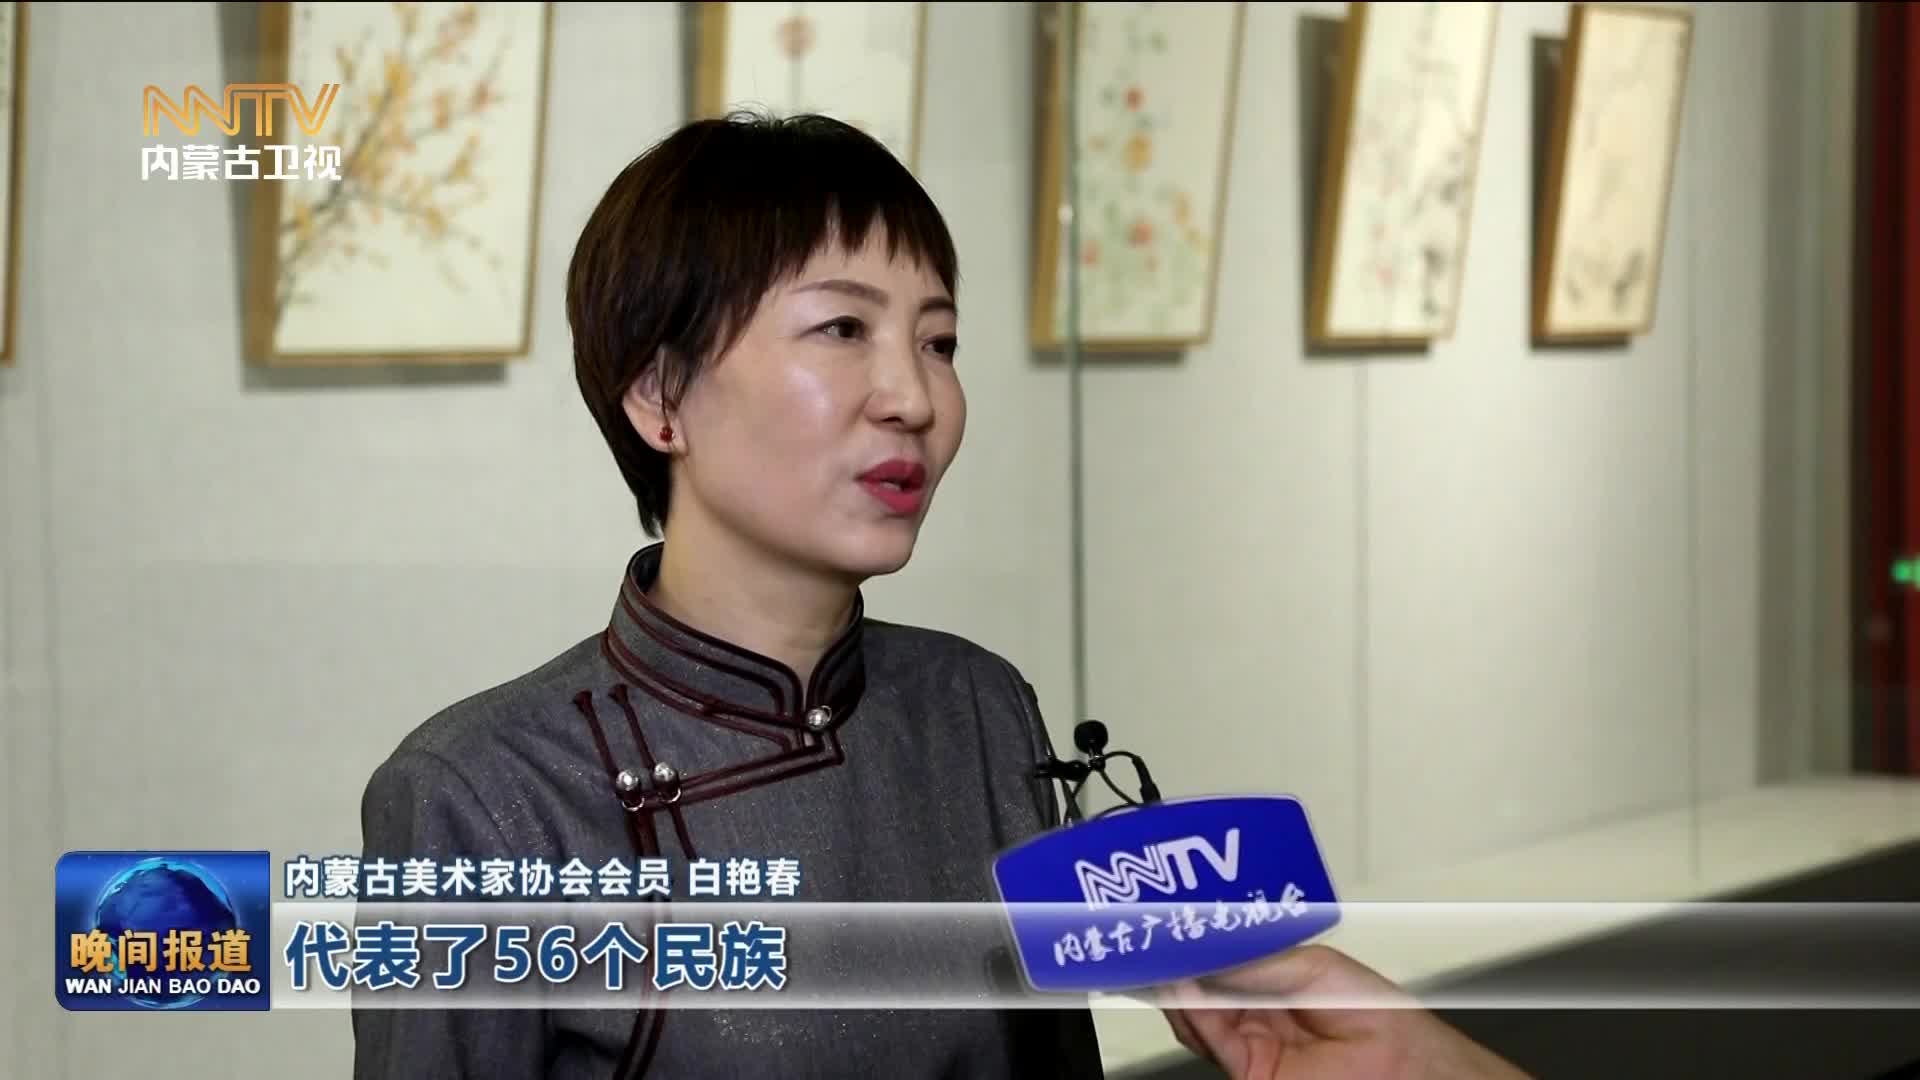 NNTV
内蒙古卫视
NNTV
内蒙古广播电视台
内蒙古美术家协会会员 白艳春
晚间报道
WAN JIAN BAO DAO
代表了56个民族